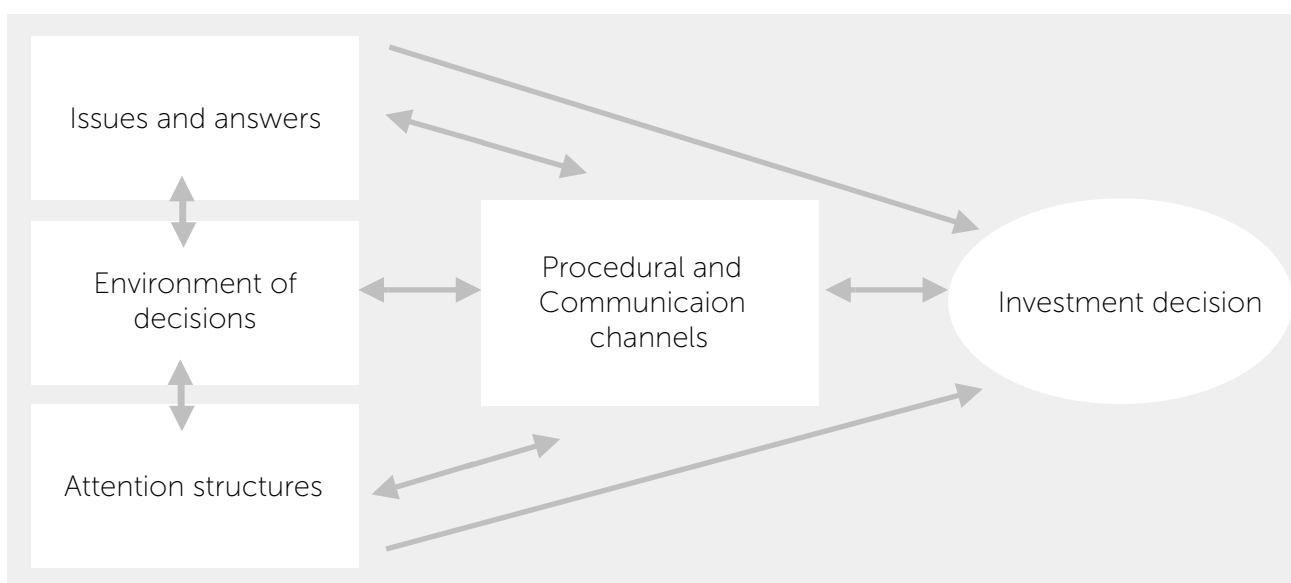 Issues and answers
Environment of
decisions
Attention structures
Procedural and
Communicaion
channels
Investment decision